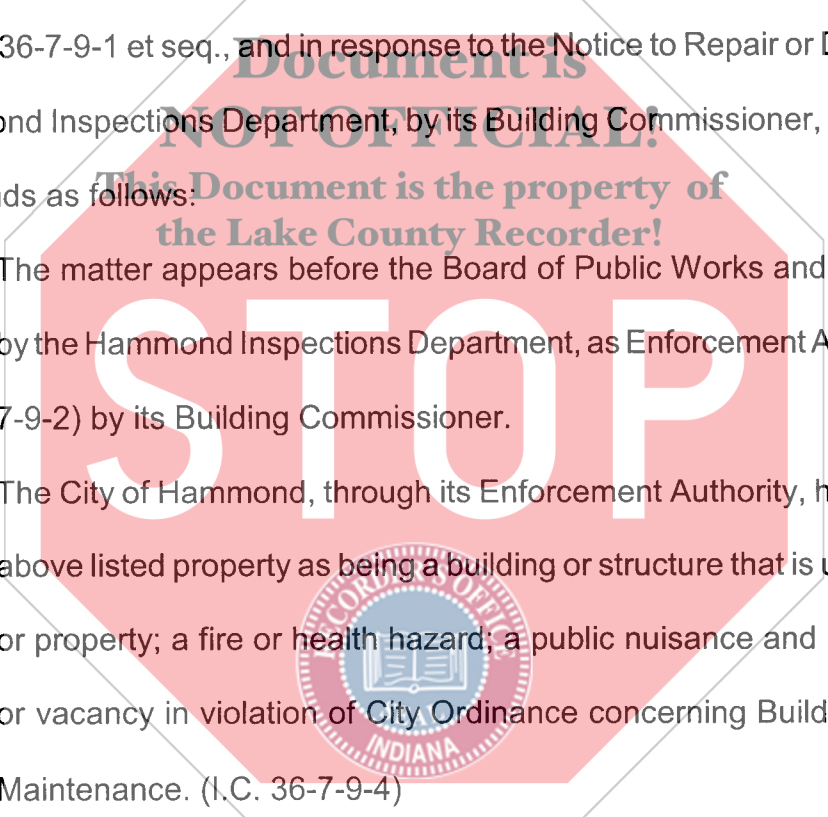 36-7-9-1 et seq., and in response to the Notice to Repair or
Document is
ond Inspections Department, by its Building Commissioner,
NOT OFFICIAL!
ds as follows:
This Document is the property of
the Lake County Recorder!
The matter appears before the Board of Public Works and
by the Hammond Inspections Department, as Enforcement A
7-9-2) by its Building Commissioner.
STOP
The City of Hammond, through its Enforcement Authority, h
above listed property as being a building or structure that is u
or property; a fire or health hazard; a public nuisance and
or vacancy in violation of City Ordinance concerning Build
Maintenance. (I.C. 36-7-9-4)
RECORDER'S OFFICE
INDIANA